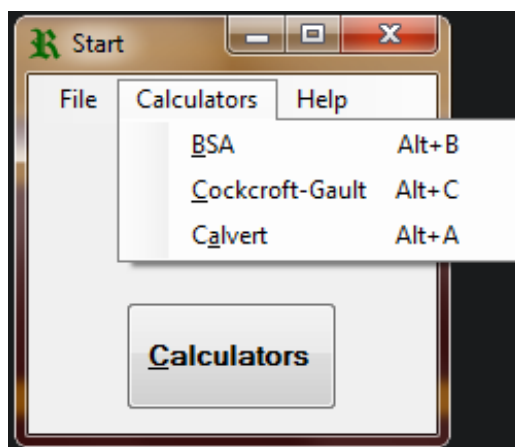 R Start
File Calculators Help
BSA Alt+B
Cockcroft-Gault Alt+C
Calvert Alt+A
Calculators